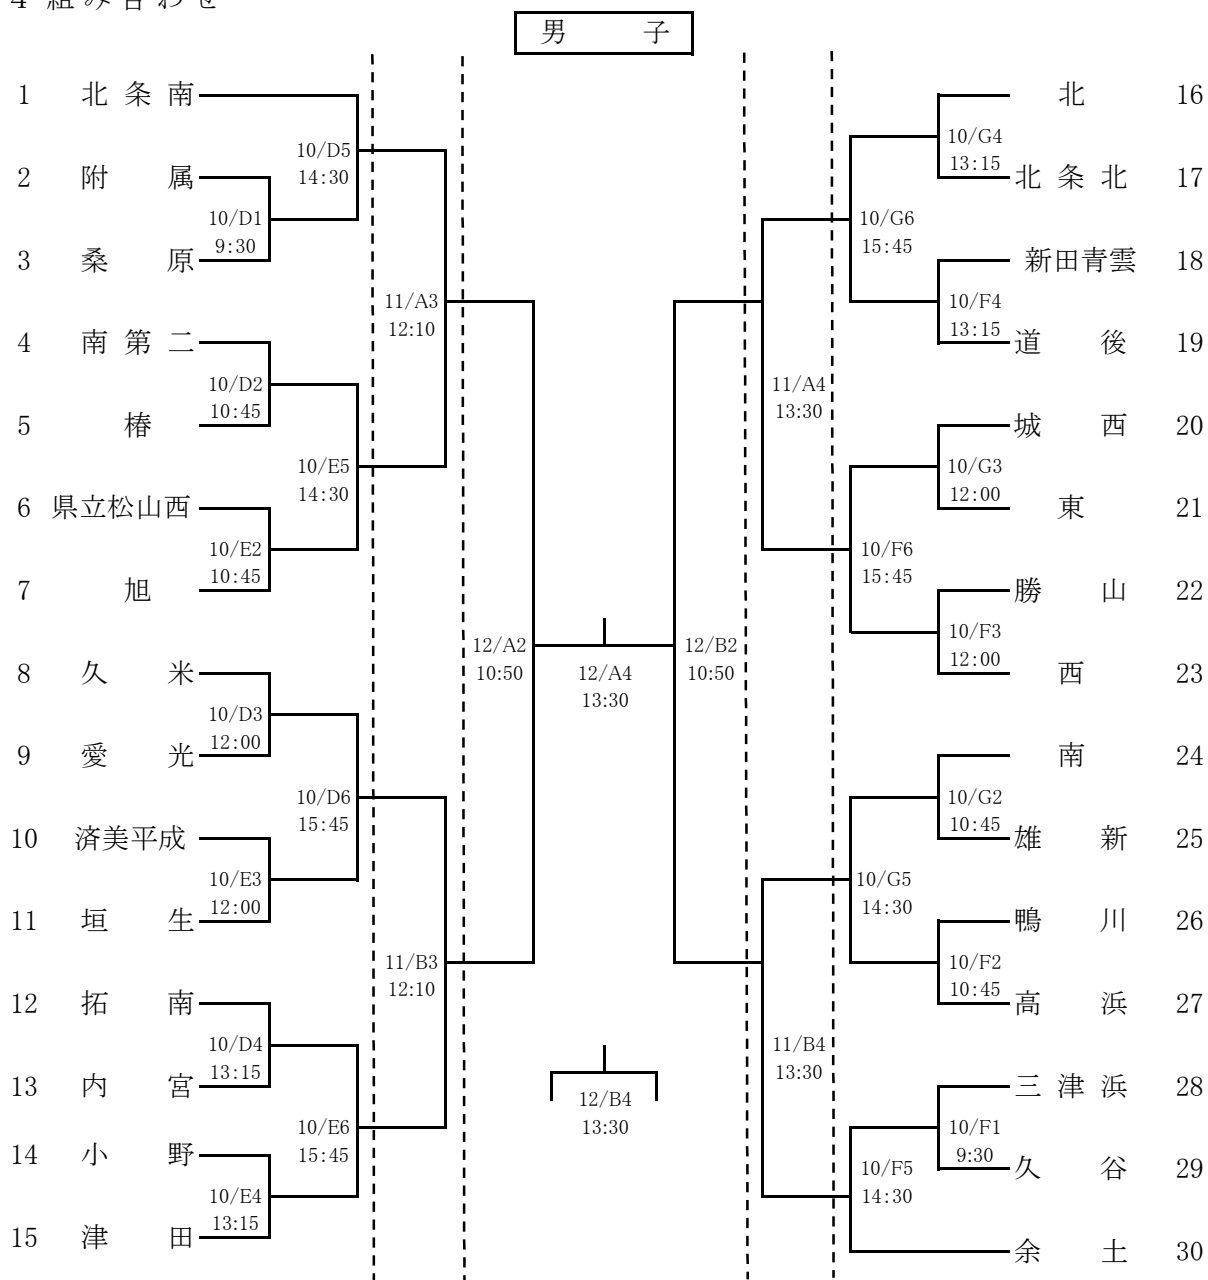 4 組み合わせ
男 子
1 北条南
北 16
10/G4
10/D5
13:15
14:30
2 附属
北条北 17
10/D1
10/G6
9:30
15:45
3 桑原
新田青雲 18
11/A3
10/F4
12:10
13:15
4 南第二
道後 19
10/D2
11/A4
10:45
13:30
5 椿
城西 20
10/E5
10/G3
14:30
12:00
6 県立松山西
東 21
10/E2
10/F6
10:45
15:45
7 旭
勝山 22
10/F3
12:00
12/A2
10:50
12/A4
13:30
12/B2
10:50
8 久米
西 23
10/D3
12:00
9 愛光
南 24
10/D6
10/G2
15:45
10:45
10 済美平成
雄新 25
10/E3
10/G5
12:00
14:30
11 垣生
鴨川 26
11/B3
10/F2
12:10
10:45
12 拓南
高浜 27
10/D4
11/B4
13:15
13:30
13 内宮
三津浜 28
12/B4
13:30
10/E6
10/F1
15:45
9:30
14 小野
久谷 29
10/E4
10/F5
13:15
14:30
15 津田
余土 30